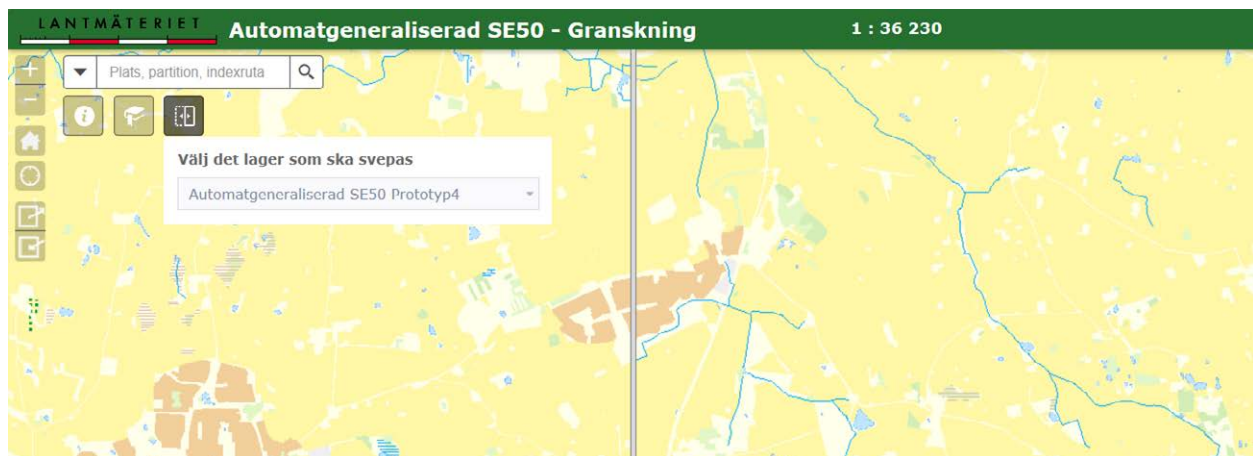 LANTMÄTERIET
Automatgeneraliserad SE50 - Granskning
1 : 36 230
Plats, partition, indexruta
Välj det lager som ska svepas
Automatgeneraliserad SE50 Prototyp4